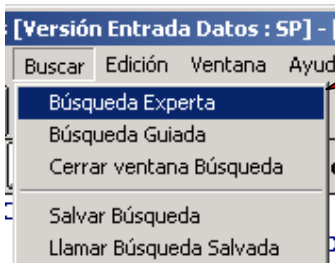 [Versión Entrada Datos : SP] -
Buscar Edición Ventana Ayud
Búsqueda Experta
Búsqueda Guiada
Cerrar ventana Búsqueda
Salvar Búsqueda
Llamar Búsqueda Salvada